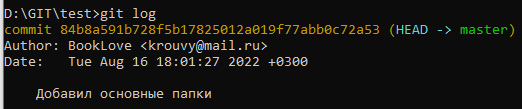 D:\GIT\test>git log
commit 84b8a591b728f5b17825012a019f77abb0c72a53 (HEAD -> master)
Author: BookLove <krouvy@mail.ru>
Date:   Tue Aug 16 18:01:27 2022 +0300
Добавил основные папки